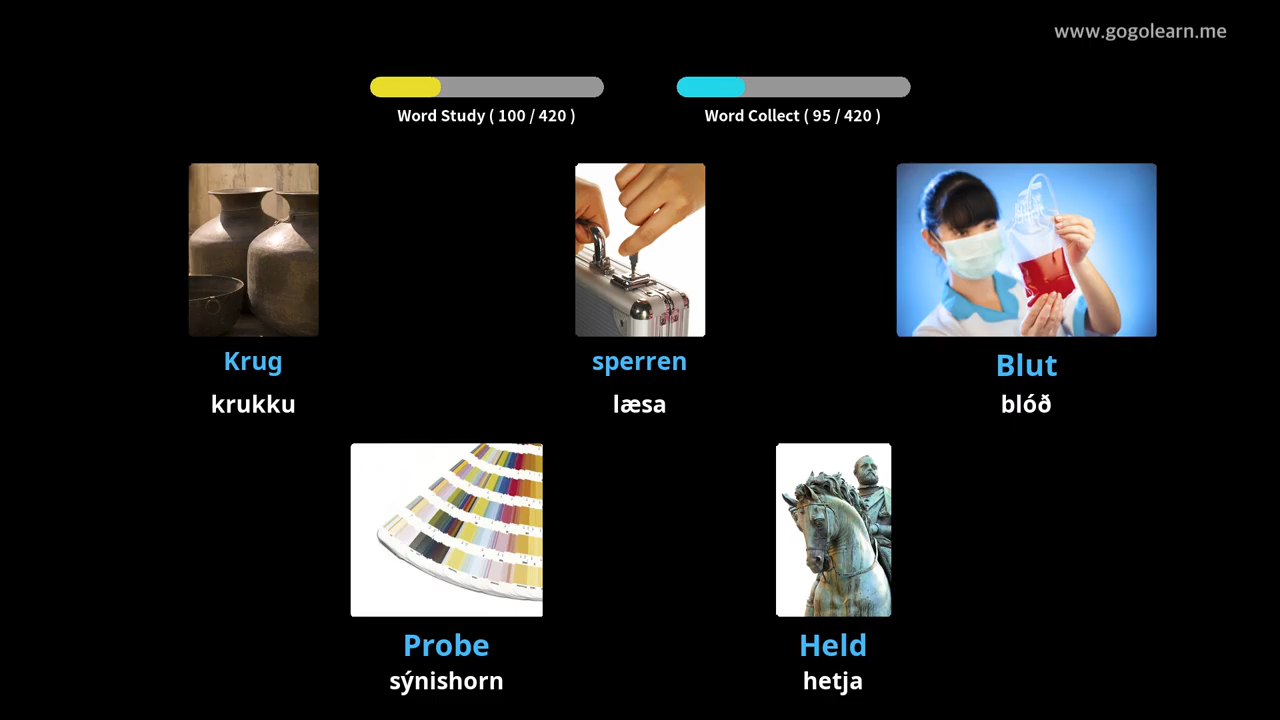 www.gogolearn.me
Word Study ( 100 / 420 )
Word Collect ( 95 / 420 )
Krug
krukku
sperren
læsa
Blut
blóð
Probe
sýnishorn
Held
hetja